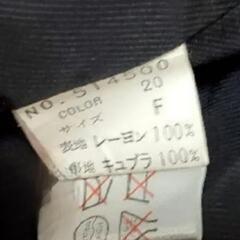 NO. 514500
COLOR 20
サイズ F
表地 レーヨン 100%
裏地 キュプラ 100%